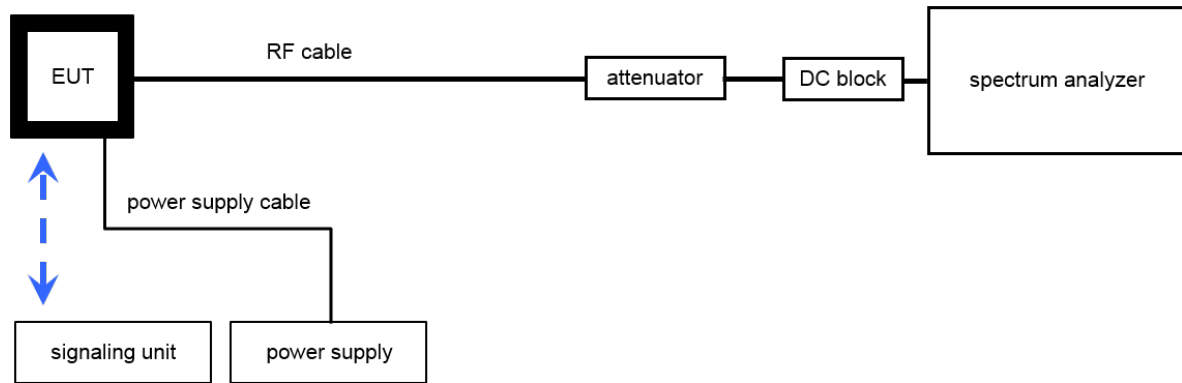 EUT
RF cable
attenuator
DC block
spectrum analyzer
power supply cable
signaling unit
power supply